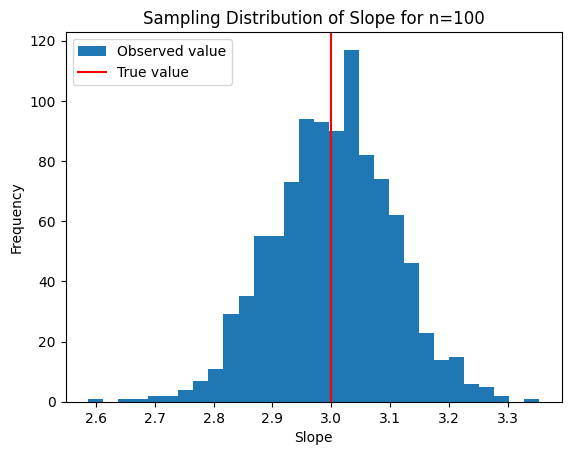 Sampling Distribution of Slope for n=100
Observed value
True value
120
100
80
60
40
20
0
Frequency
2.6 2.7 2.8 2.9 3.0 3.1 3.2 3.3
Slope